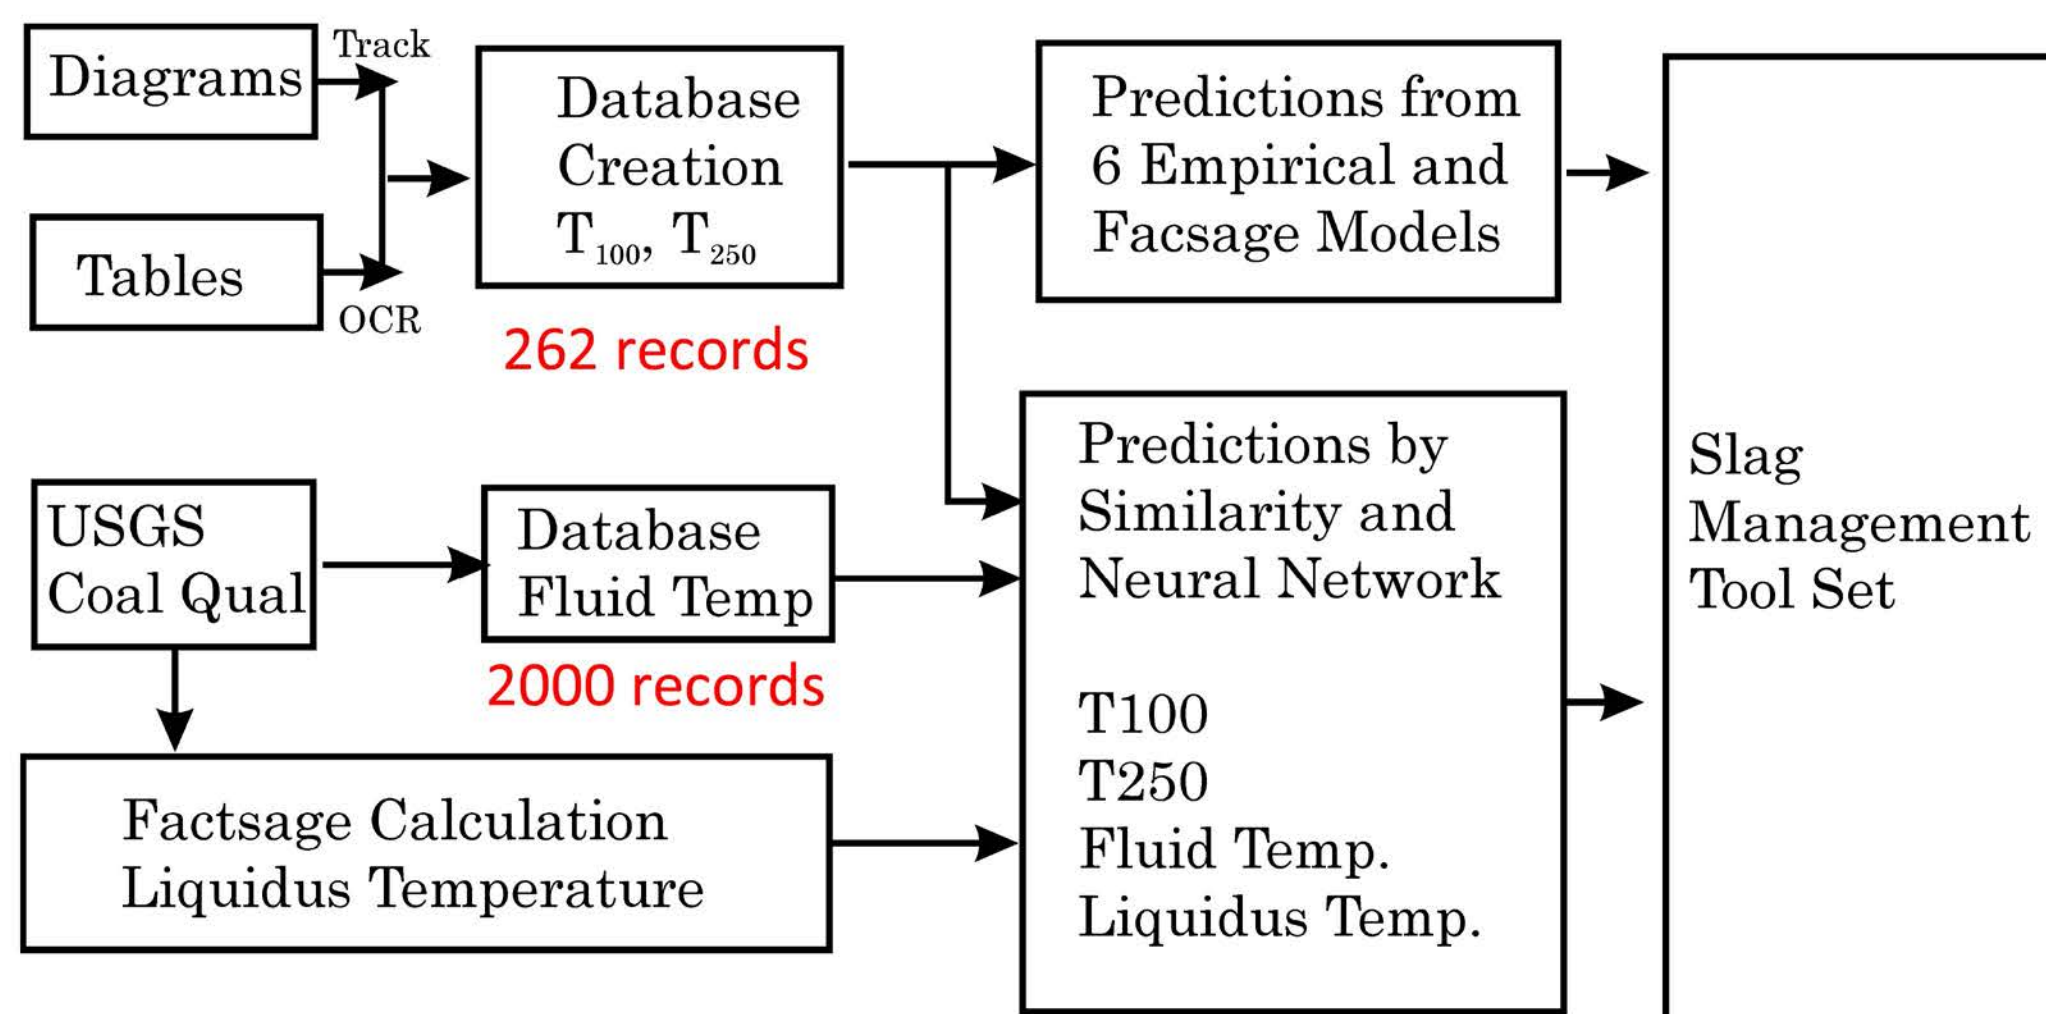 Diagrams
Track
Tables
OCR
Database
Creation
T100, T250
262 records
Predictions from
6 Empirical and
Facsage Models
USGS
Coal Qual
Database
Fluid Temp
2000 records
Factsage Calculation
Liquidus Temperature
Predictions by
Similarity and
Neural Network
T100
T250
Fluid Temp.
Liquidus Temp.
Slag
Management
Tool Set